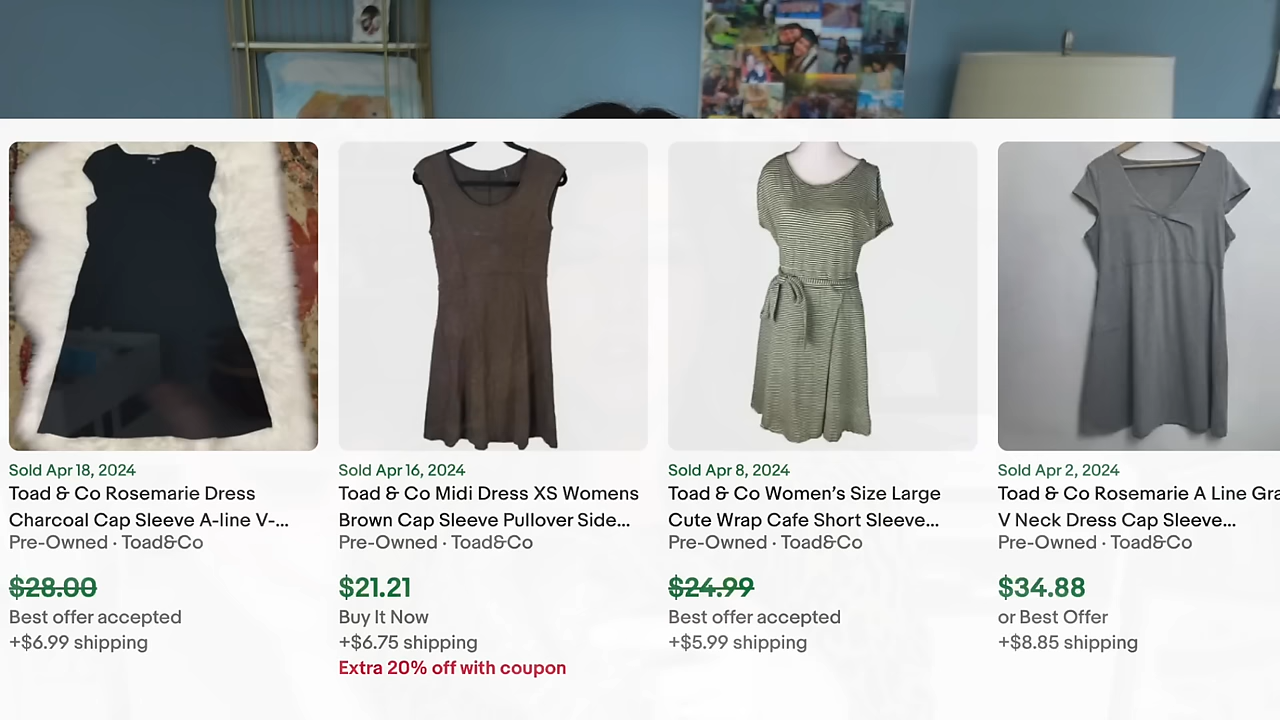 Sold Apr 18, 2024
Toad & Co Rosemarie Dress
Charcoal Cap Sleeve A-line V-...
Pre-Owned · Toad&Co
$28.00
Best offer accepted
+$6.99 shipping
Sold Apr 16, 2024
Toad & Co Midi Dress XS Womens
Brown Cap Sleeve Pullover Side...
Pre-Owned · Toad&Co
$21.21
Buy It Now
+$6.75 shipping
Extra 20% off with coupon
Sold Apr 8, 2024
Toad & Co Women’s Size Large
Cute Wrap Cafe Short Sleeve...
Pre-Owned · Toad&Co
$24.99
Best offer accepted
+$5.99 shipping
Sold Apr 2, 2024
Toad & Co Rosemarie A Line Gra
V Neck Dress Cap Sleeve...
Pre-Owned · Toad&Co
$34.88
or Best Offer
+$8.85 shipping